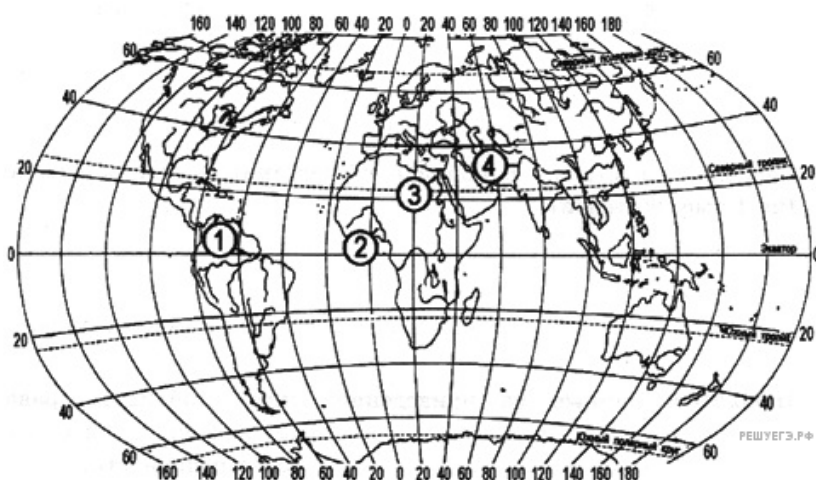 160 140 120 100 80 60 40 20 0 20 40 60 80 100 120 140 160 180
60 Северный полярный круг 60
40 40
20 Северный тропик 20
1 2 3 4
0 Экватор 0
20 Южный тропик 20
40 40
60 Южный полярный круг 60
РЕШУЕГЭ.РФ
160 140 120 100 80 60 40 20 0 20 40 60 80 100 120 140 160 180